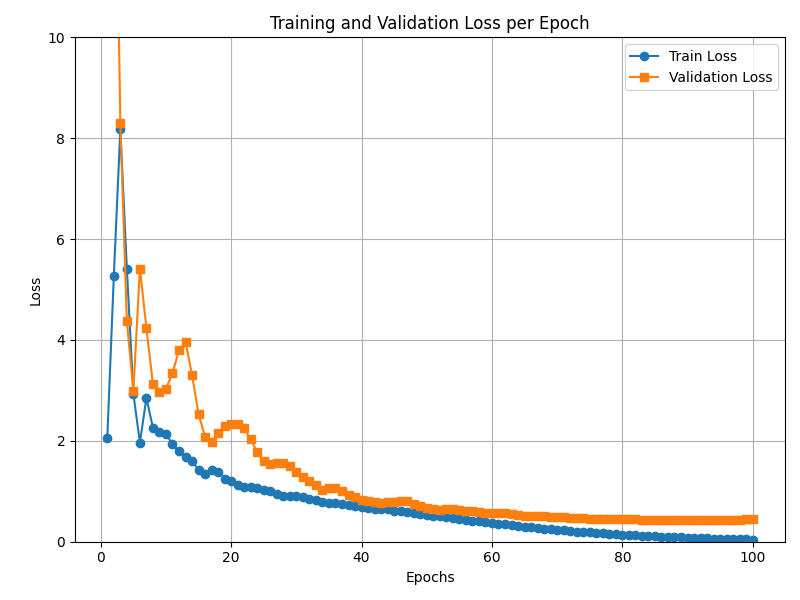 Training and Validation Loss per Epoch
Train Loss
Validation Loss
Loss
10
8
6
4
2
0
0 20 40 60 80 100
Epochs